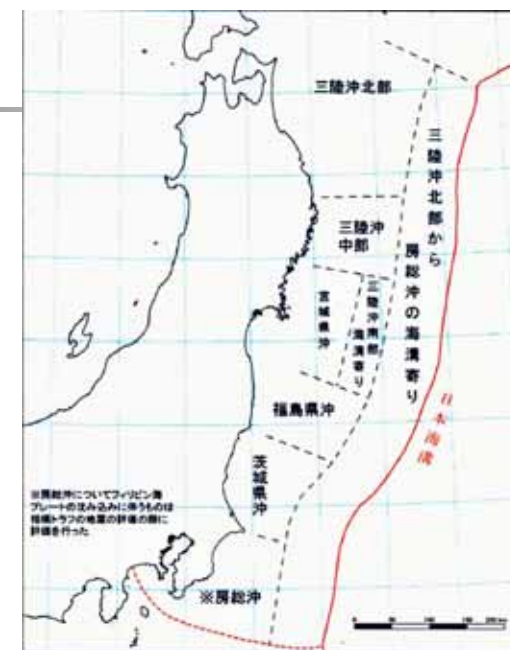 三陸沖北部
三陸沖北部から
房総沖の海溝寄り
三陸沖
中部
三陸沖南部
海溝寄り
宮城県沖
福島県沖
日本海溝
茨城県沖
※房総沖についてフィリピン海
プレートの沈み込みに伴うものは
相模トラフの地震の評価の際に
評価を行った
※房総沖